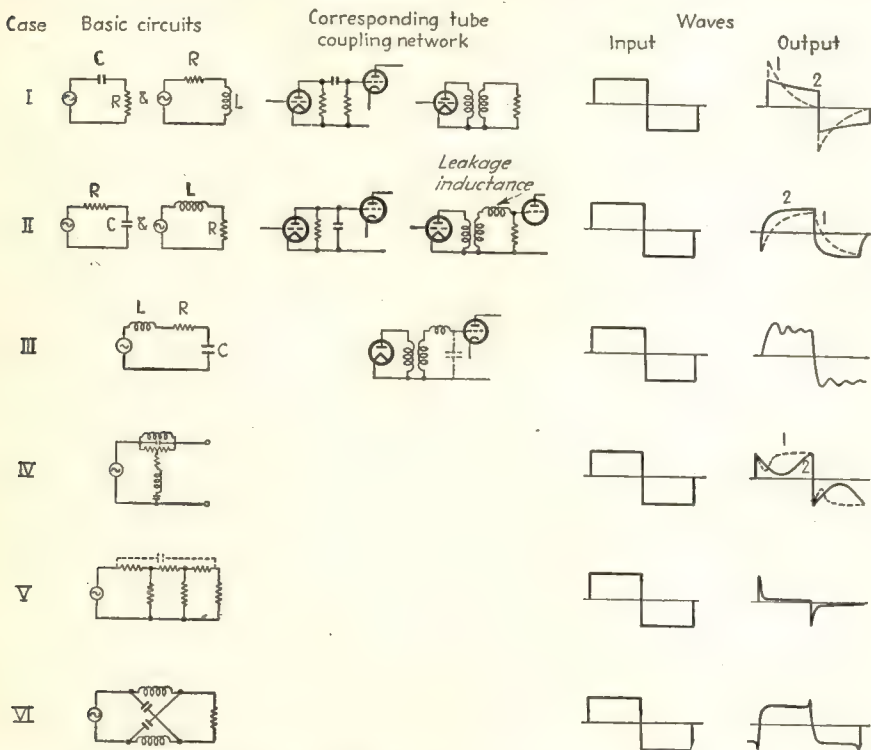 Case Basic circuits Corresponding tube coupling network Waves
Input Output
I C R & R L 1 2
II R C & L R Leakage inductance 2 1
III L R C
IV 1 2
V
VI